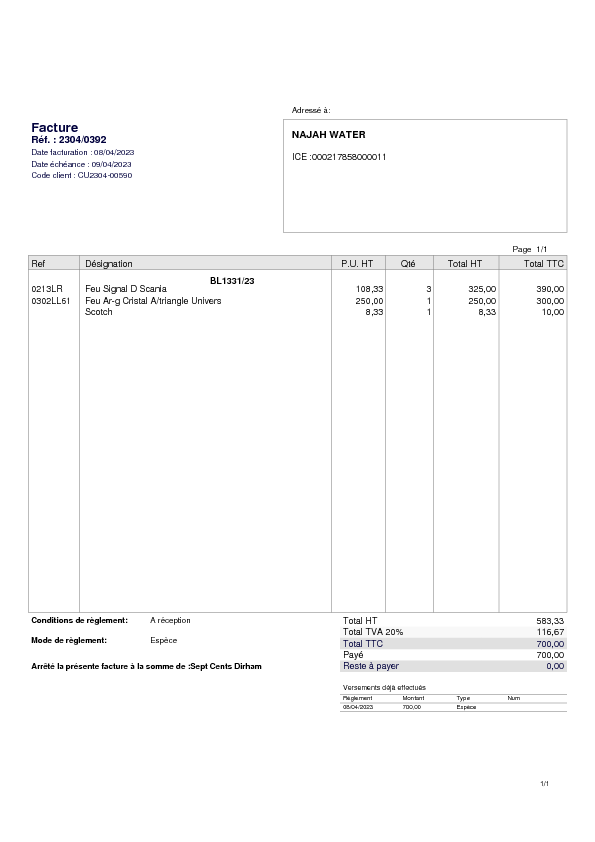 Adressé à:
Facture
Réf. : 2304/0392
Date facturation : 08/04/2023
Date échéance : 09/04/2023
Code client : CU2304-00590
NAJAH WATER
ICE :000217858000011
Page 1/1
Ref Désignation P.U. HT Qté Total HT Total TTC
BL1331/23
0213LR Feu Signal D Scania 108,33 3 325,00 390,00
0302LL61 Feu Ar-g Cristal A/triangle Univers 250,00 1 250,00 300,00
Scotch 8,33 1 8,33 10,00
Conditions de règlement: A réception
Mode de règlement: Espèce
Arrêté la présente facture à la somme de :Sept Cents Dirham
Total HT 583,33
Total TVA 20% 116,67
Total TTC 700,00
Payé 700,00
Reste à payer 0,00
Versements déjà effectués
Règlement Montant Type Num
08/04/2023 700,00 Espèce
1/1